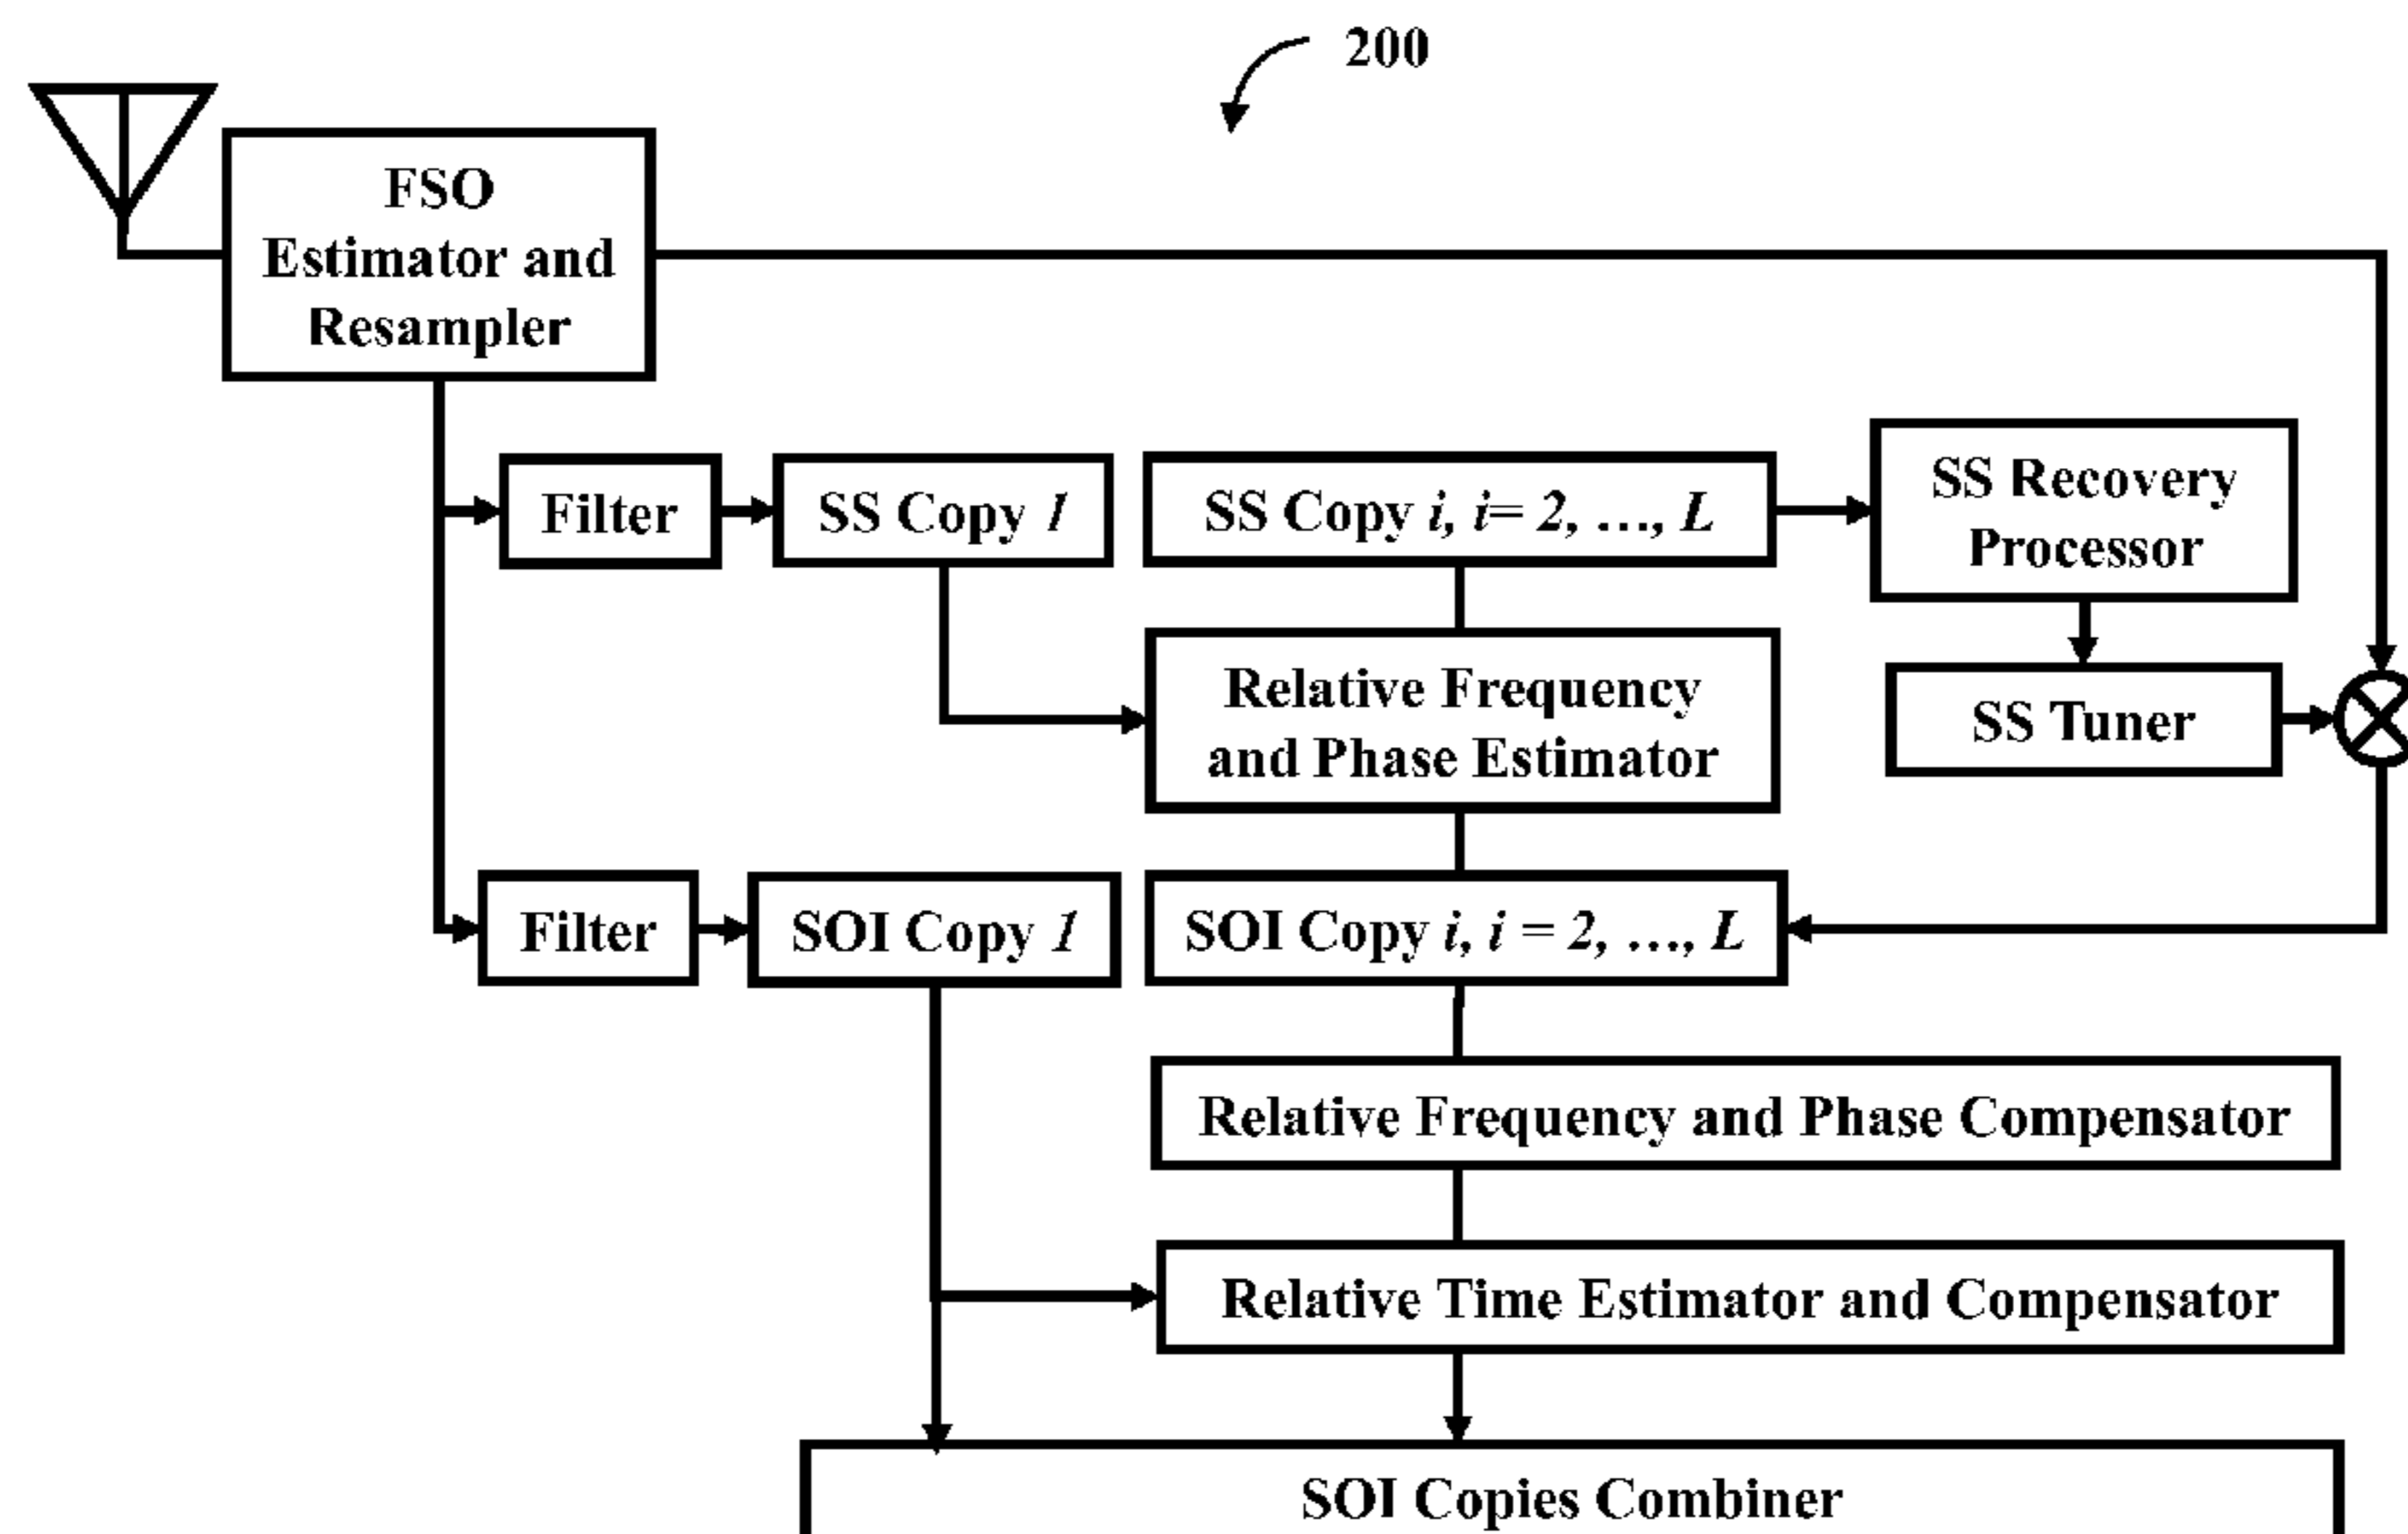 200
FSO
Estimator and
Resampler
Filter
SS Copy 1
SS Copy i, i= 2, ..., L
SS Recovery
Processor
Relative Frequency
and Phase Estimator
SS Tuner
Filter
SOI Copy 1
SOI Copy i, i = 2, ..., L
Relative Frequency and Phase Compensator
Relative Time Estimator and Compensator
SOI Copies Combiner